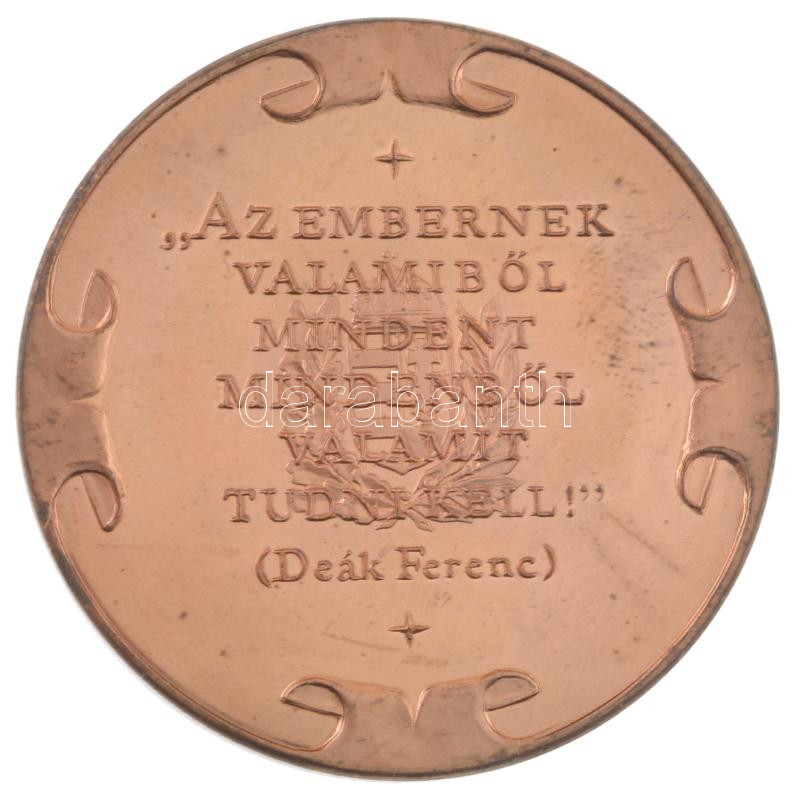 „AZ EMBERNEK
VALAMIBŐL
MINDENT
MINDENBŐL
VALAMIT
TUDNI KELL!”
(Deák Ferenc)
darabanth